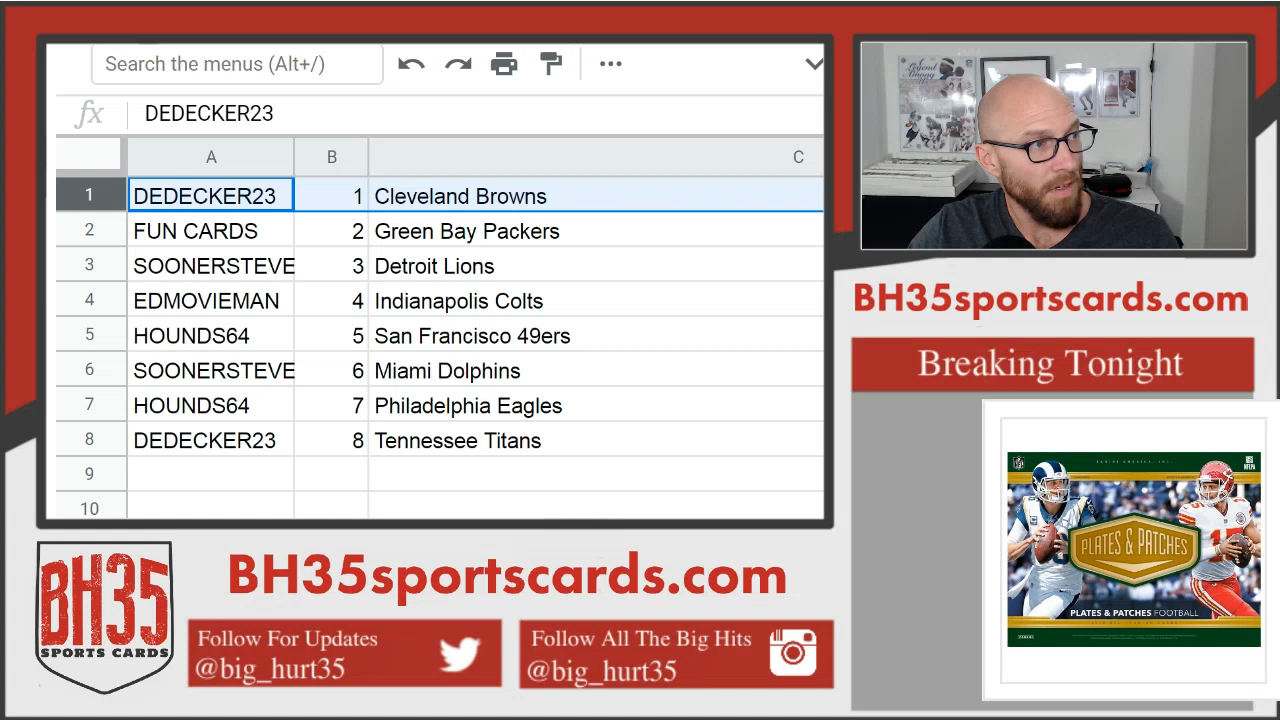 Search the menus (Alt+/)
fx DEDECKER23
A B C
1 DEDECKER23 1 Cleveland Browns
2 FUN CARDS 2 Green Bay Packers
3 SOONERSTEVE 3 Detroit Lions
4 EDMOVIEMAN 4 Indianapolis Colts
5 HOUNDS64 5 San Francisco 49ers
6 SOONERSTEVE 6 Miami Dolphins
7 HOUNDS64 7 Philadelphia Eagles
8 DEDECKER23 8 Tennessee Titans
9
10
BH35sportscards.com
Breaking Tonight
PLATES & PATCHES
PLATES & PATCHES FOOTBALL
BH35
SPORTS CARDS
BH35sportscards.com
Follow For Updates
@big_hurt35
Follow All The Big Hits
@big_hurt35